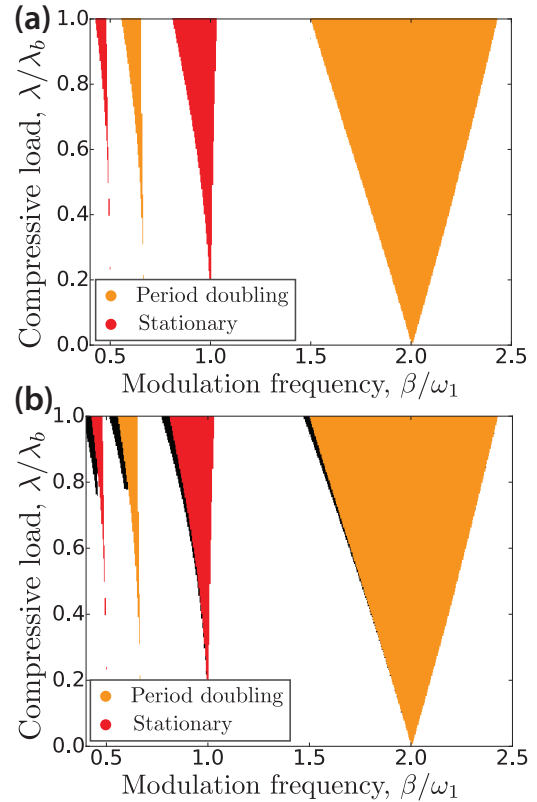 (a)
Compressive load, λ/λ_b
1.0
0.8
0.6
0.4
0.2
0.0
Period doubling
Stationary
0.5 1.0 1.5 2.0 2.5
Modulation frequency, β/ω₁
(b)
Compressive load, λ/λ_b
1.0
0.8
0.6
0.4
0.2
0.0
Period doubling
Stationary
0.5 1.0 1.5 2.0 2.5
Modulation frequency, β/ω₁